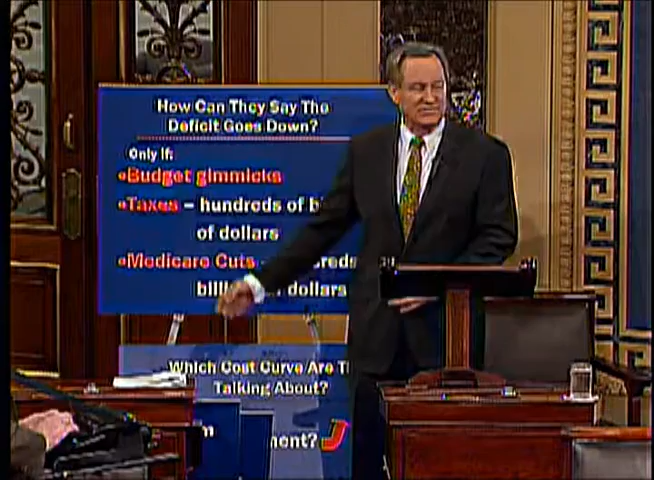 How Can They Say The
Deficit Goes Down?
Only if:
•Budget gimmicks
•Taxes – hundreds of
of dollars
•Medicare Cuts
dollars
Which Cost Curve Are
Talking About?